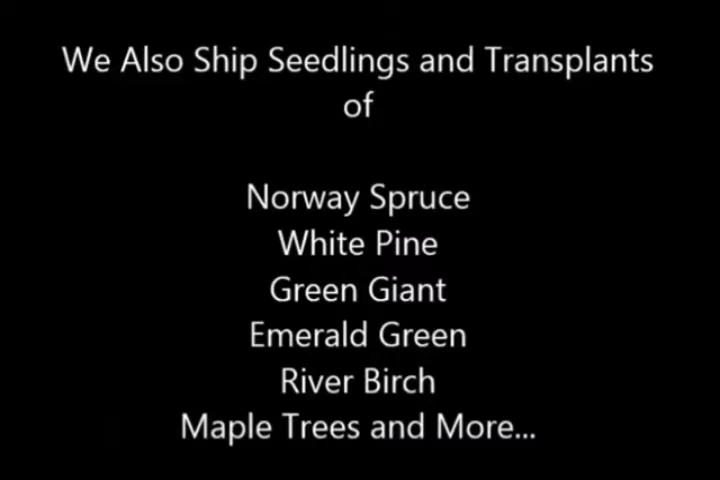 We Also Ship Seedlings and Transplants
of
Norway Spruce
White Pine
Green Giant
Emerald Green
River Birch
Maple Trees and More...